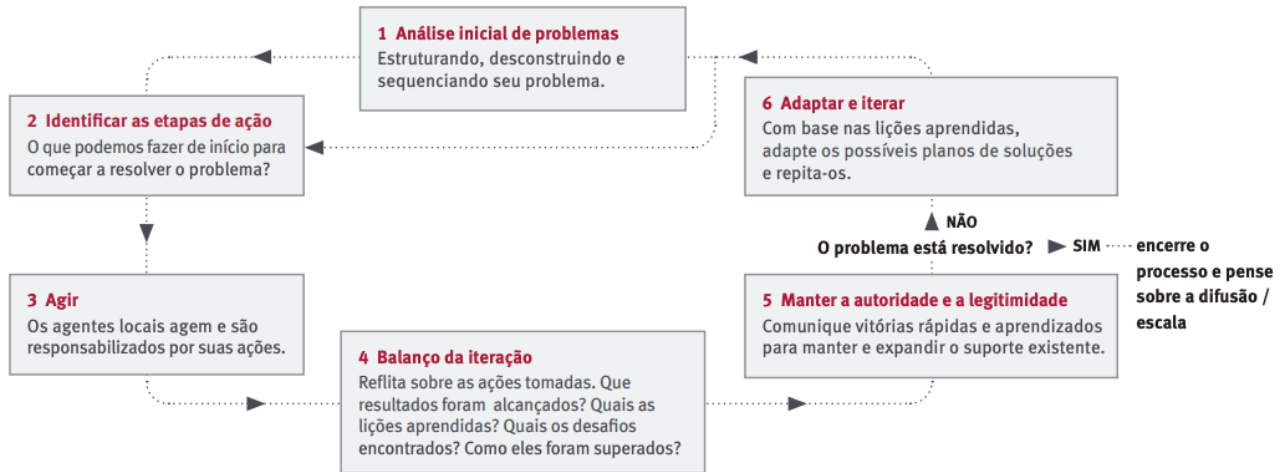 1 Análise inicial de problemas
Estruturando, desconstruindo e
sequenciando seu problema.
2 Identificar as etapas de ação
O que podemos fazer de início para
começar a resolver o problema?
3 Agir
Os agentes locais agem e são
responsabilizados por suas ações.
4 Balanço da iteração
Reflita sobre as ações tomadas. Que
resultados foram alcançados? Quais as
lições aprendidas? Quais os desafios
encontrados? Como eles foram superados?
5 Manter a autoridade e a legitimidade
Comunique vitórias rápidas e aprendizados
para manter e expandir o suporte existente.
O problema está resolvido?
SIM
encerre o
processo e pense
sobre a difusão /
escala
NÃO
6 Adaptar e iterar
Com base nas lições aprendidas,
adapte os possíveis planos de soluções
e repita-os.